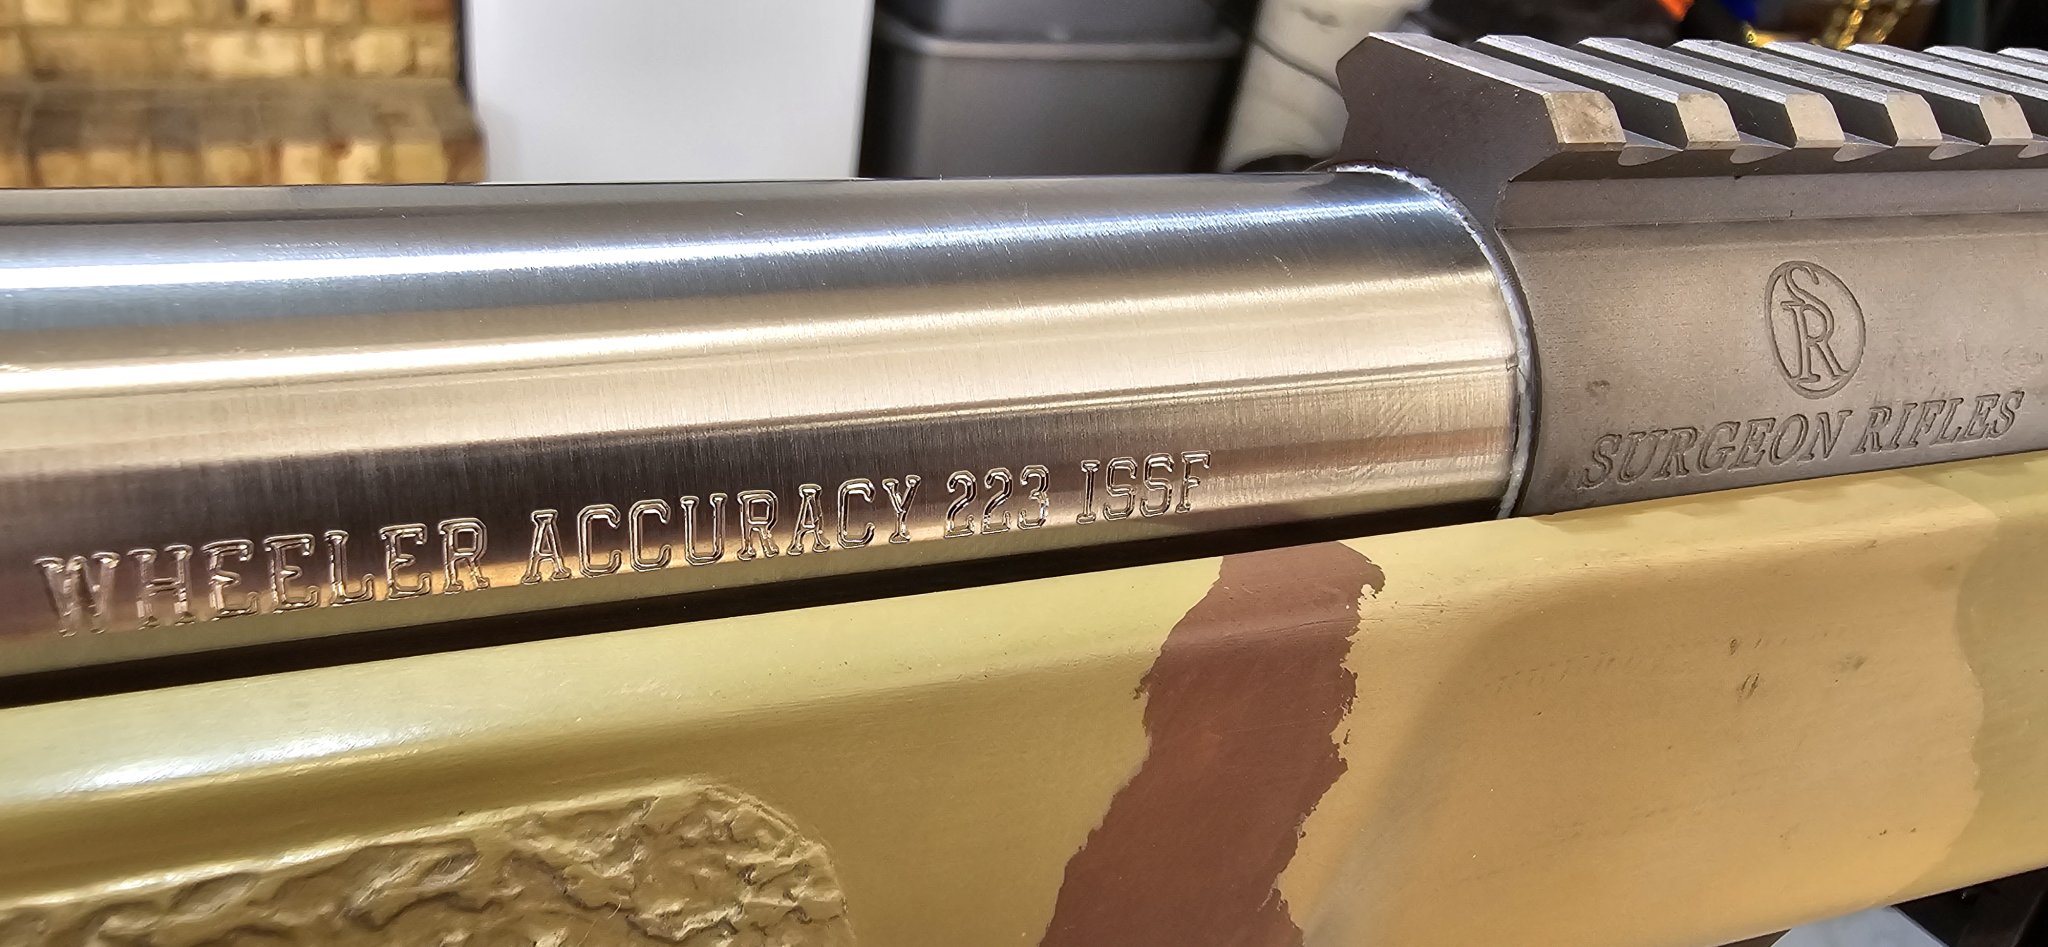 WHEELER ACCURACY 223 ISSF
SR
SURGEON RIFLES